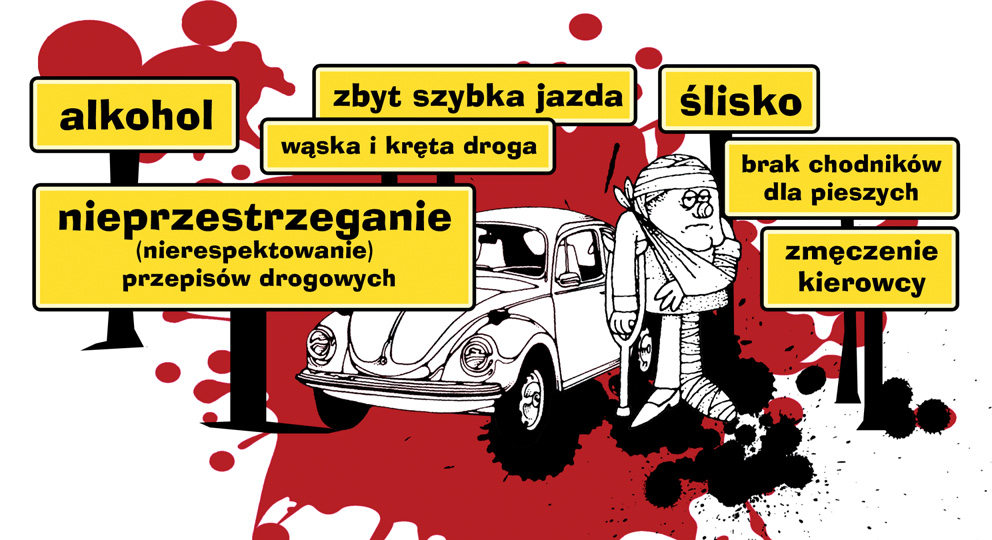 alkohol
zbyt szybka jazda
ślisko
wąska i kręta droga
brak chodników
dla pieszych
nieprzestrzeganie
(nierespektowanie)
przepisów drogowych
zmęczenie
kierowcy